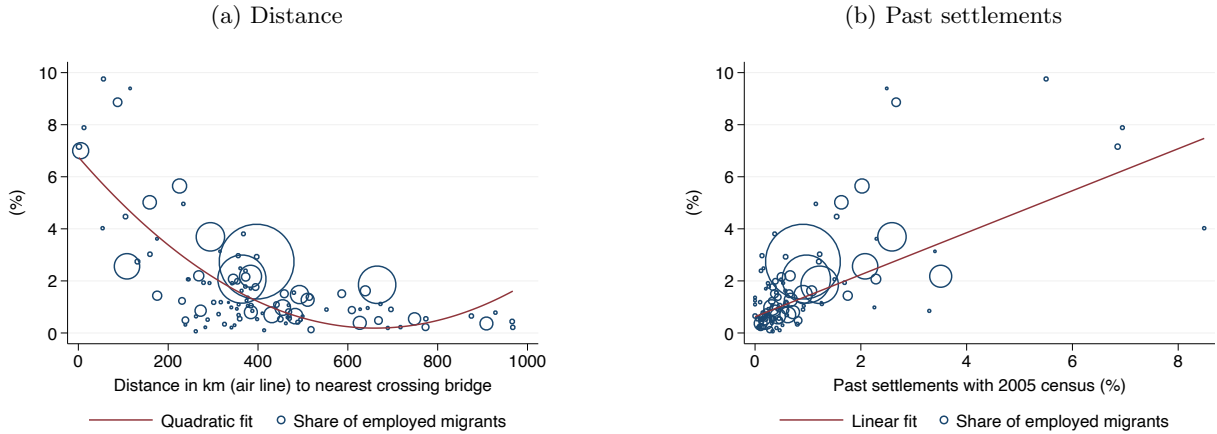 (a) Distance
10
8
6
4
2
0
(%)
0 200 400 600 800 1000
Distance in km (air line) to nearest crossing bridge
Quadratic fit Share of employed migrants
(b) Past settlements
10
8
6
4
2
0
(%)
0 2 4 6 8
Past settlements with 2005 census (%)
Linear fit Share of employed migrants